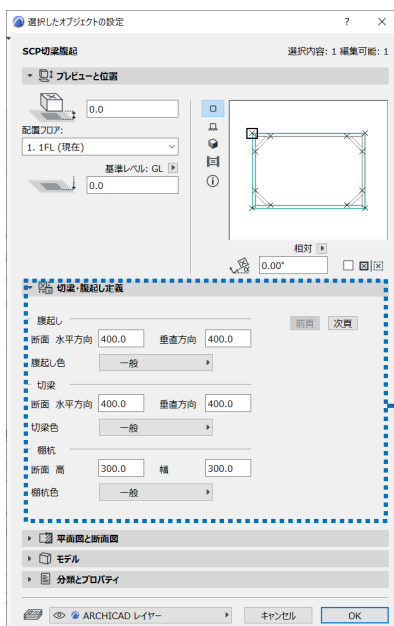 選択したオブジェクトの設定 ? ×
SCP切梁腹起 選択内容: 1 編集可能: 1
プレビューと位置
0.0
配置フロア:
1. 1FL (現在)
基準レベル: GL
0.0
相対
0.00°
切梁・腹起し定義
腹起し 前頁 次頁
断面 水平方向 400.0 垂直方向 400.0
腹起し色 一般
切梁
断面 水平方向 400.0 垂直方向 400.0
切梁色 一般
棚杭
断面 高 300.0 幅 300.0
棚杭色 一般
平面図と断面図
モデル
分類とプロパティ
ARCHICAD レイヤー キャンセル OK